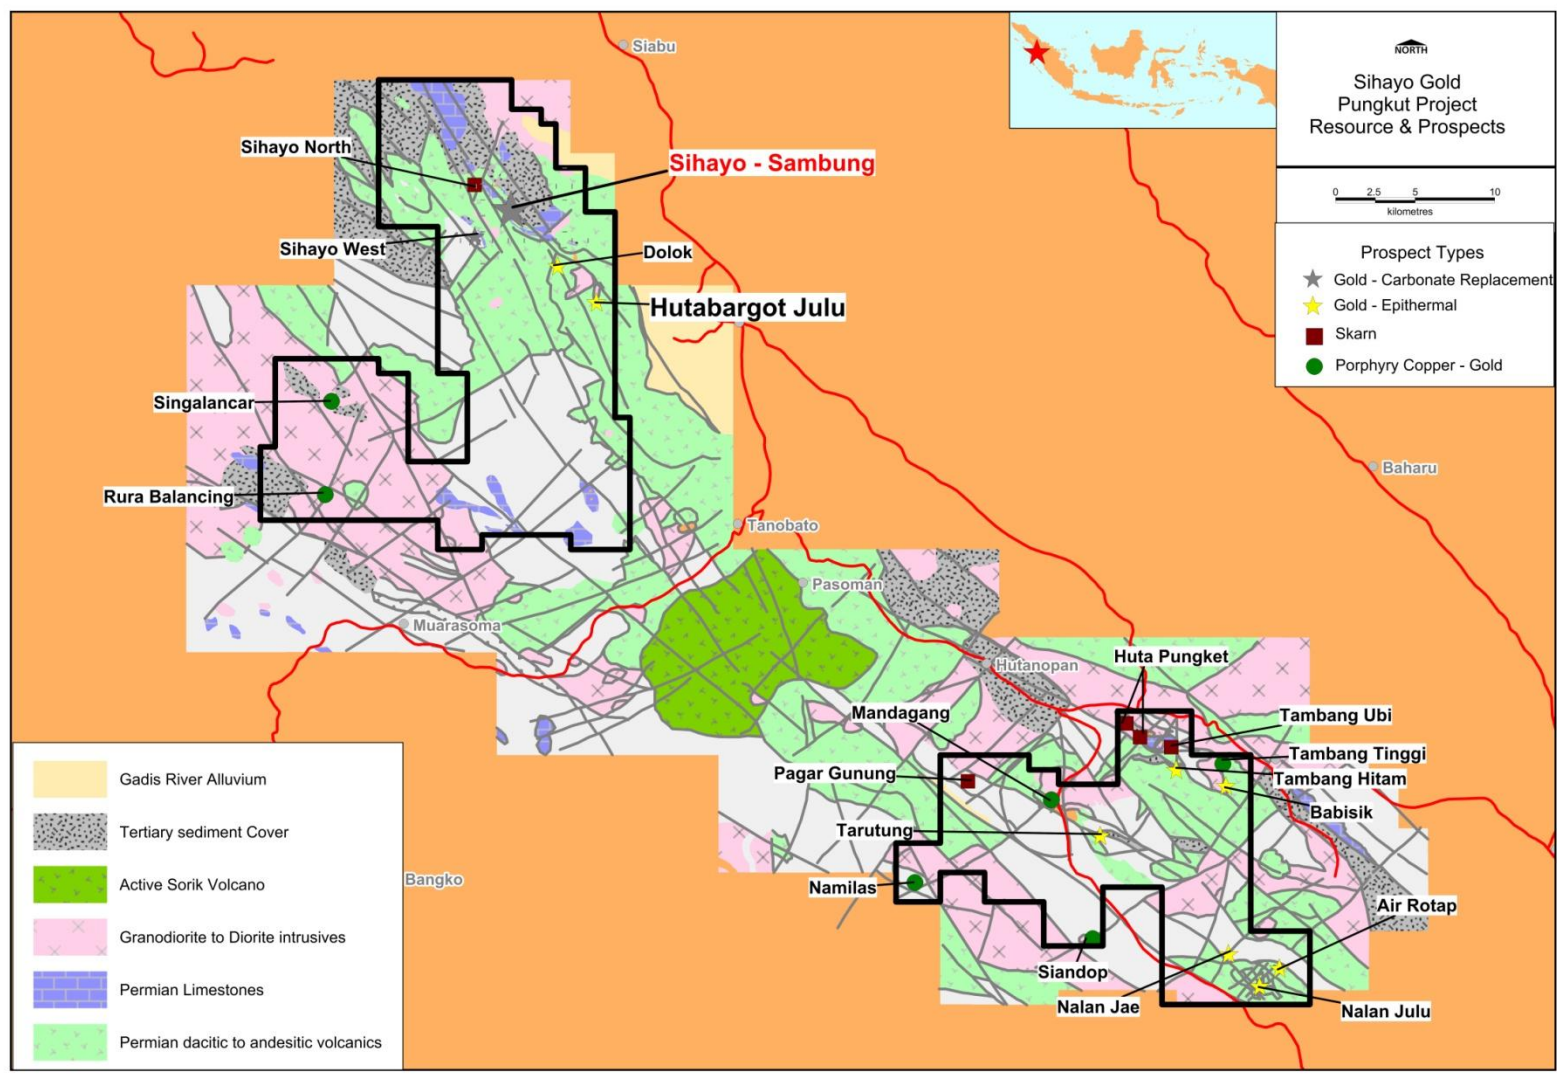 Siabu
NORTH
Sihayo Gold
Pungkut Project
Resource & Prospects
0 2.5 5 10
kilometres
Prospect Types
Gold - Carbonate Replacement
Gold - Epithermal
Skarn
Porphyry Copper - Gold
Sihayo North
Sihayo - Sambung
Sihayo West
Dolok
Hutabargot Julu
Singalancar
Rura Balancing
Baharu
Tanobato
Pasoman
Muarasoma
Hutanopan
Huta Pungket
Mandagang
Tambang Ubi
Tambang Tinggi
Pagar Gunung
Tambang Hitam
Babisik
Tarutung
Namilas
Bangko
Air Rotap
Siandop
Nalan Jae
Nalan Julu
Gadis River Alluvium
Tertiary sediment Cover
Active Sorik Volcano
Granodiorite to Diorite intrusives
Permian Limestones
Permian dacitic to andesitic volcanics